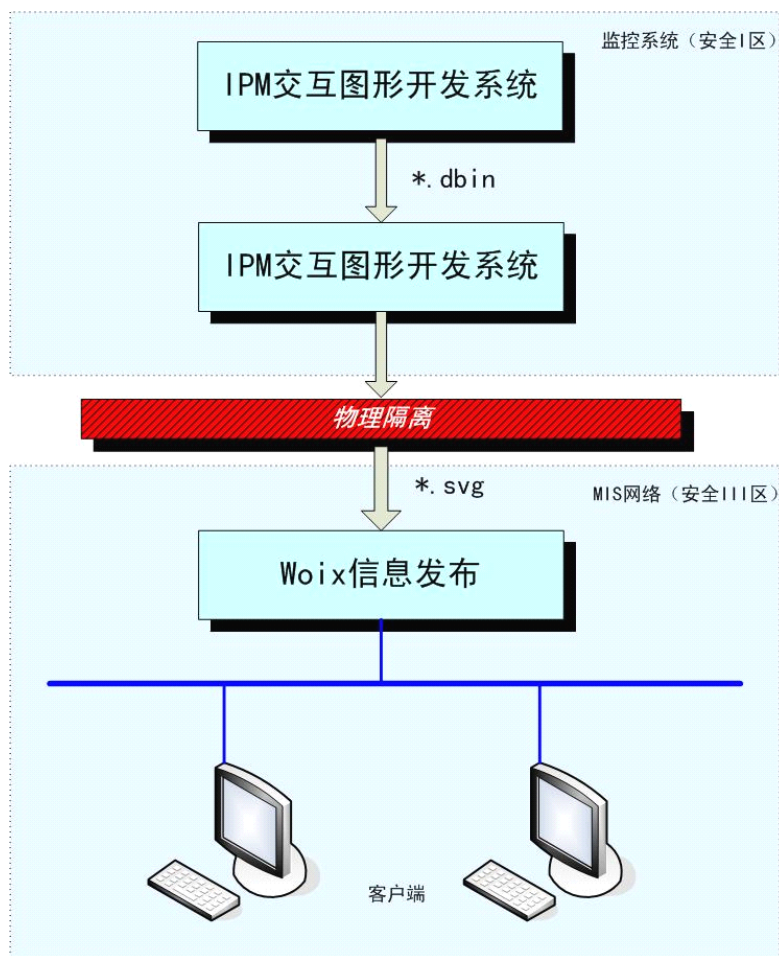 监控系统（安全I区）
IPM交互图形开发系统
*.dbin
IPM交互图形开发系统
物理隔离
*.svg
MIS网络（安全III区）
Woix信息发布
客户端